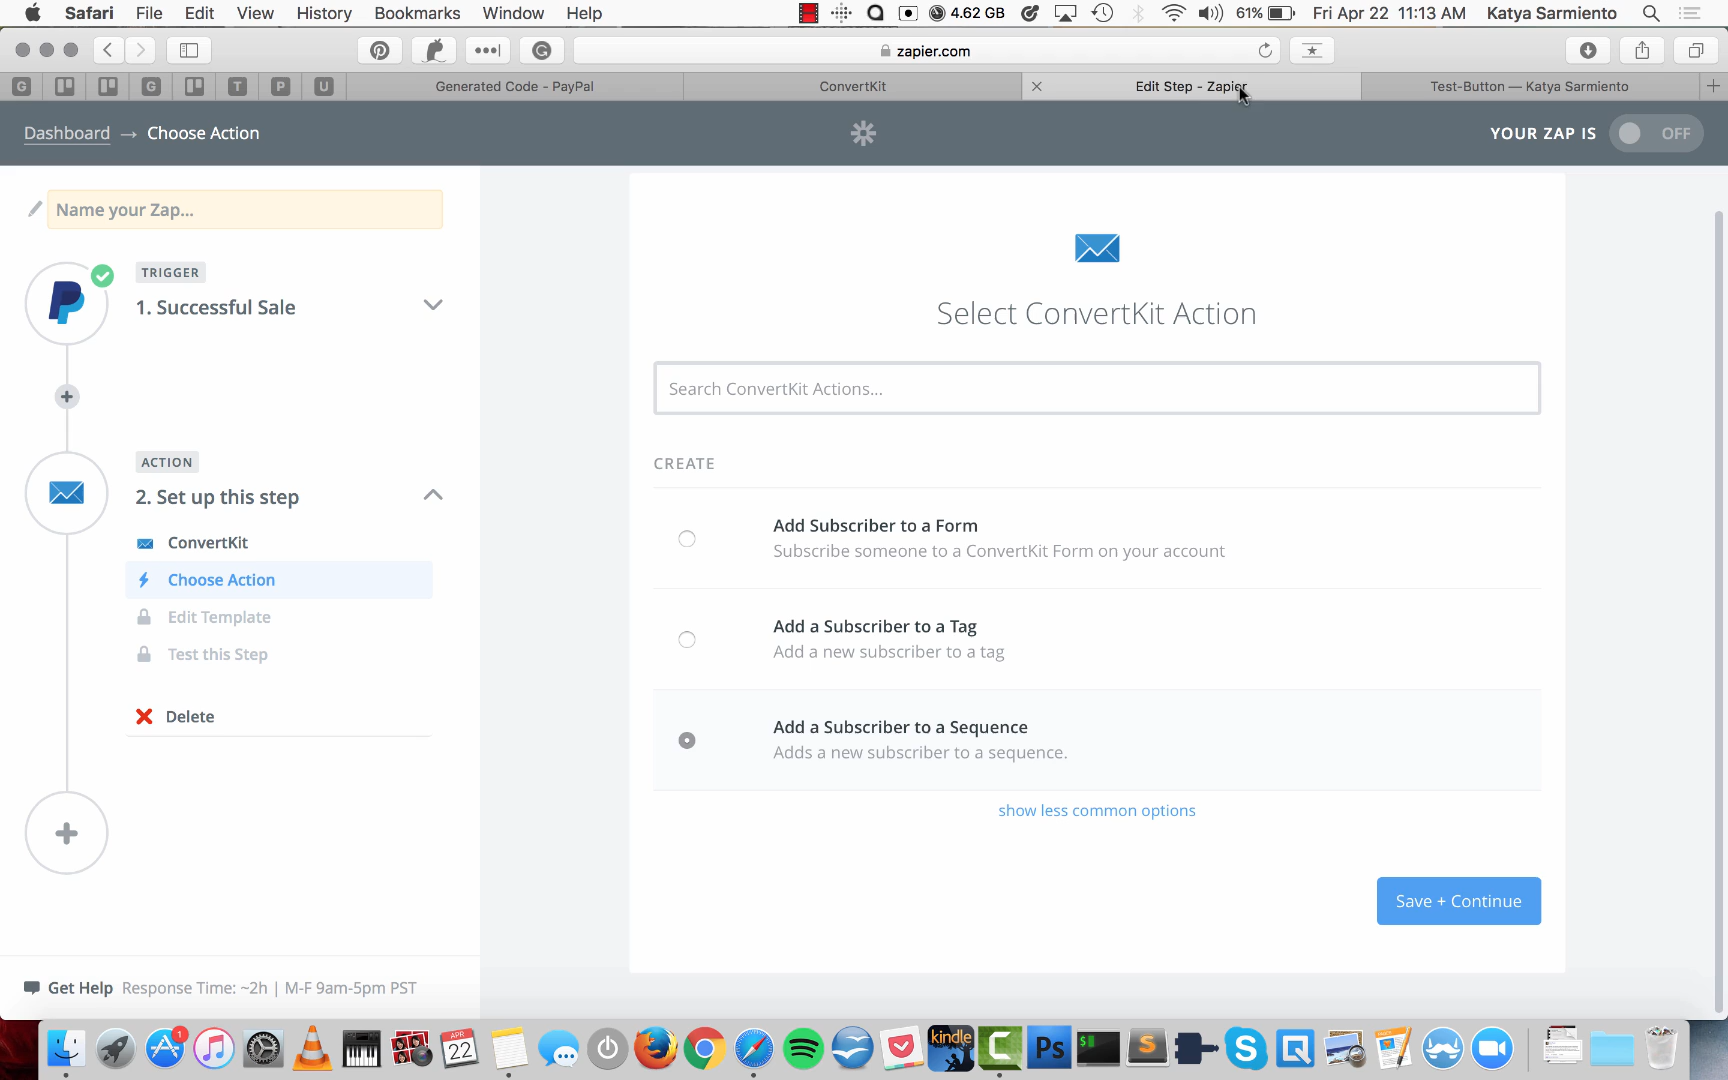 Safari File Edit View History Bookmarks Window Help 4.62 GB 61% Fri Apr 22 11:13 AM Katya Sarmiento
zapier.com
G G T P U Generated Code - PayPal ConvertKit Edit Step - Zapier Test-Button — Katya Sarmiento
Dashboard → Choose Action YOUR ZAP IS OFF
Name your Zap...
TRIGGER
1. Successful Sale
ACTION
2. Set up this step
ConvertKit
Choose Action
Edit Template
Test this Step
Delete
Get Help Response Time: ~2h | M-F 9am-5pm PST
Select ConvertKit Action
Search ConvertKit Actions...
CREATE
Add Subscriber to a Form
Subscribe someone to a ConvertKit Form on your account
Add a Subscriber to a Tag
Add a new subscriber to a tag
Add a Subscriber to a Sequence
Adds a new subscriber to a sequence.
show less common options
Save + Continue
1
APR
22
kindle
Ps